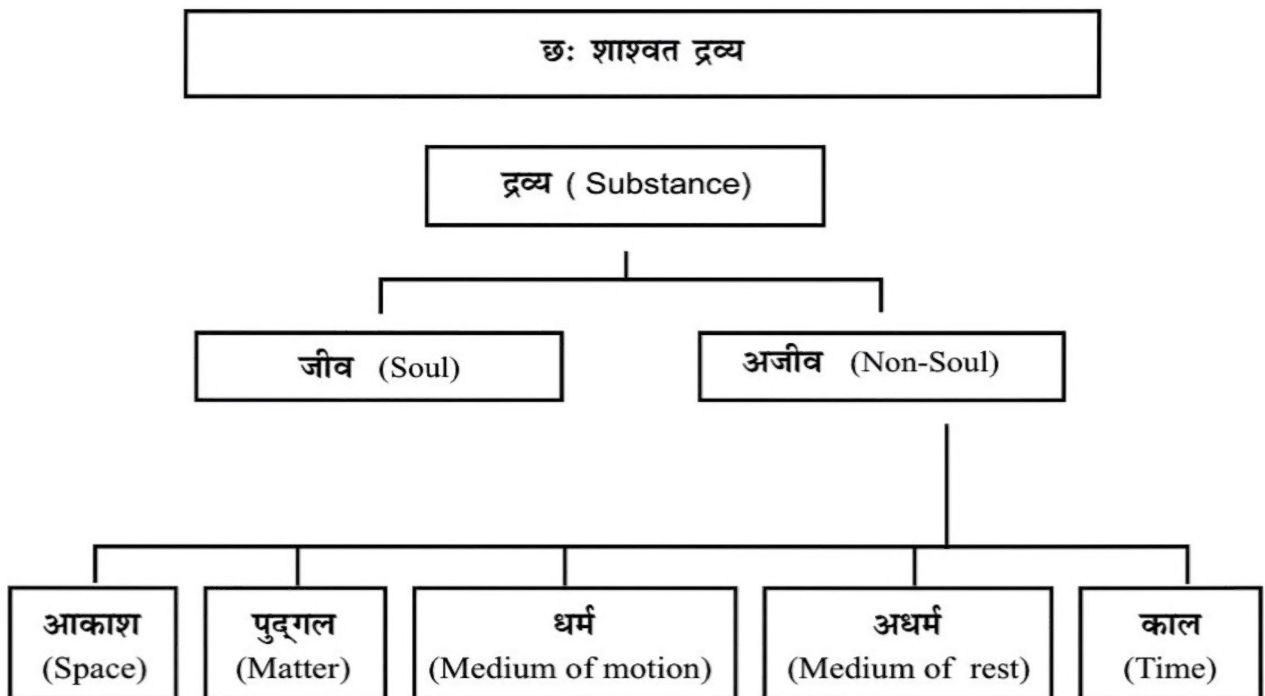 छः शाश्वत द्रव्य
द्रव्य ( Substance)
जीव (Soul)
अजीव (Non-Soul)
आकाश
(Space)
पुद्गल
(Matter)
धर्म
(Medium of motion)
अधर्म
(Medium of rest)
काल
(Time)